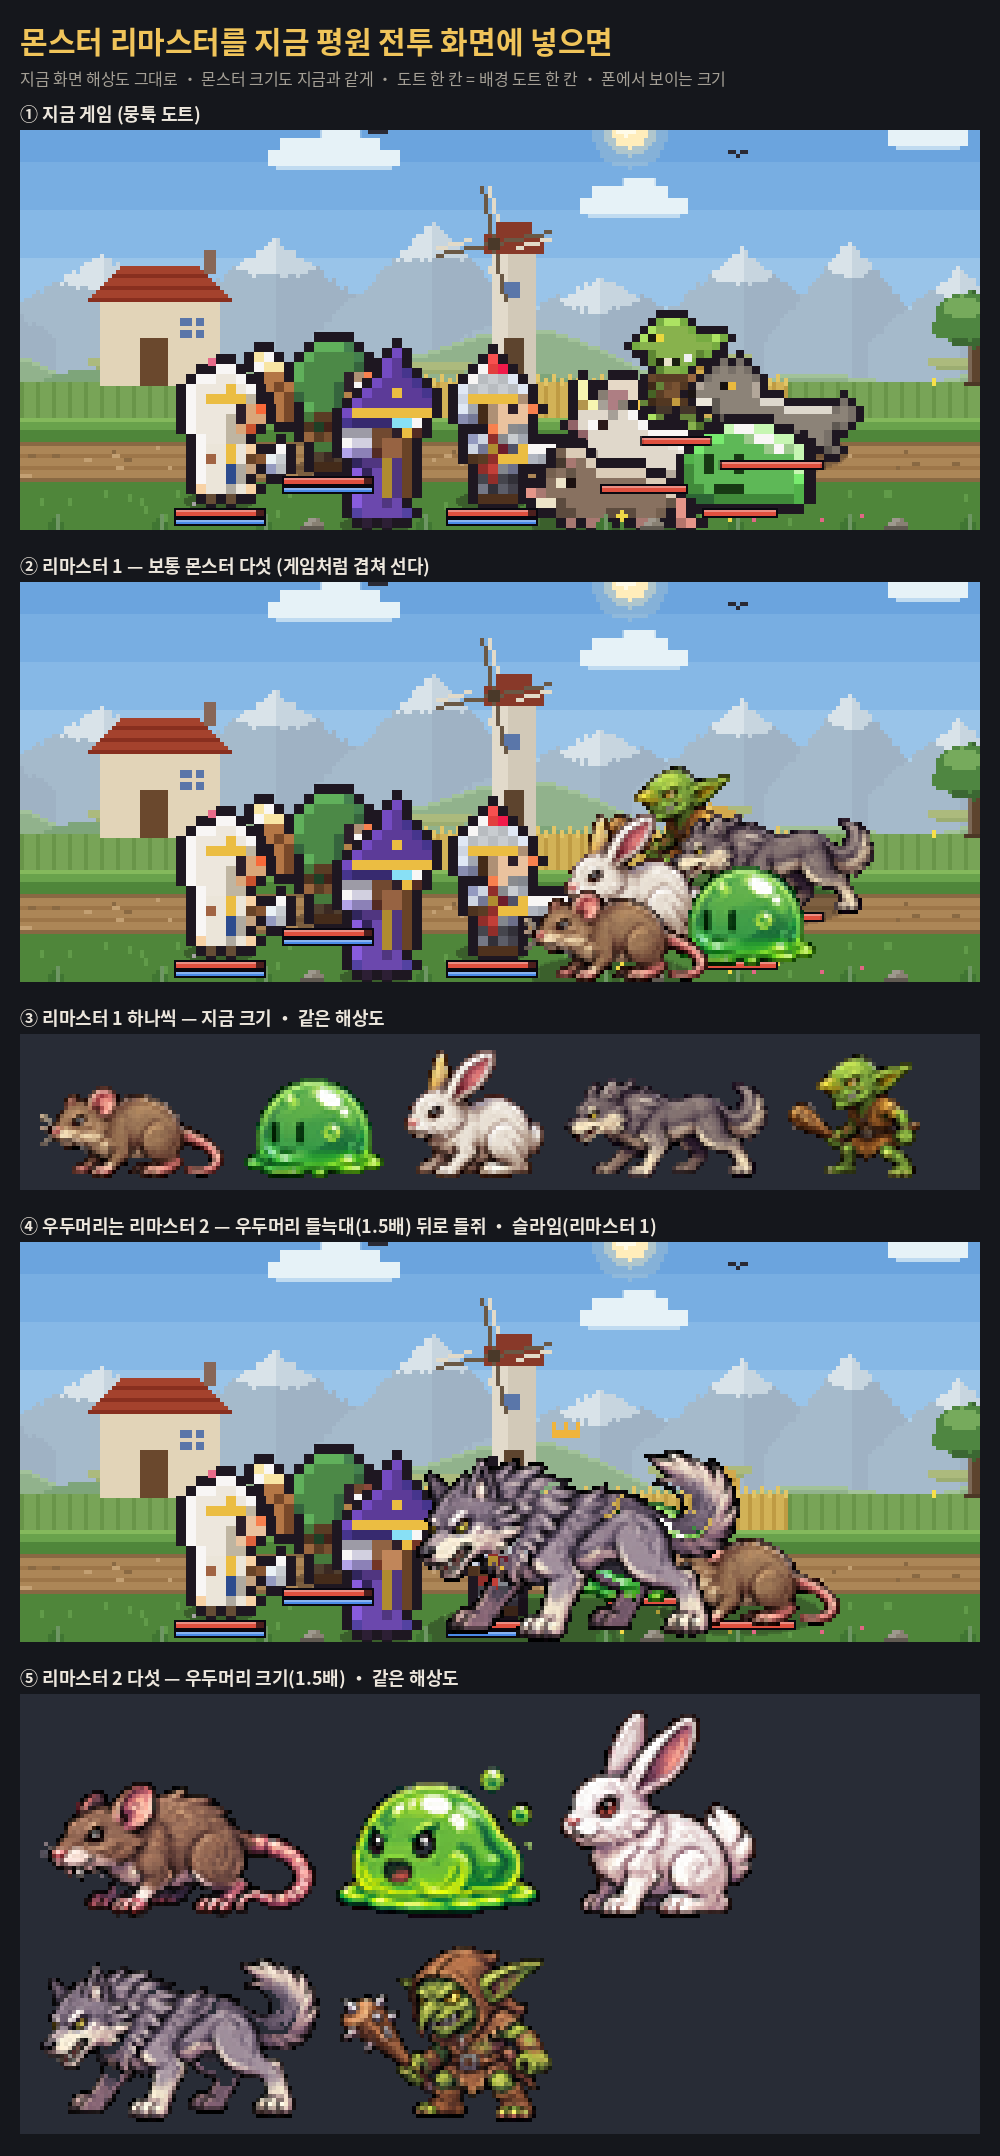 몬스터 리마스터를 지금 평원 전투 화면에 넣으면
지금 화면 해상도 그대로 · 몬스터 크기도 지금과 같게 · 도트 한 칸 = 배경 도트 한 칸 · 폰에서 보이는 크기
① 지금 게임 (뭉툭 도트)
② 리마스터 1 — 보통 몬스터 다섯 (게임처럼 겹쳐 선다)
③ 리마스터 1 하나씩 — 지금 크기 · 같은 해상도
④ 우두머리는 리마스터 2 — 우두머리 들늑대(1.5배) 뒤로 들쥐 · 슬라임(리마스터 1)
⑤ 리마스터 2 다섯 — 우두머리 크기(1.5배) · 같은 해상도